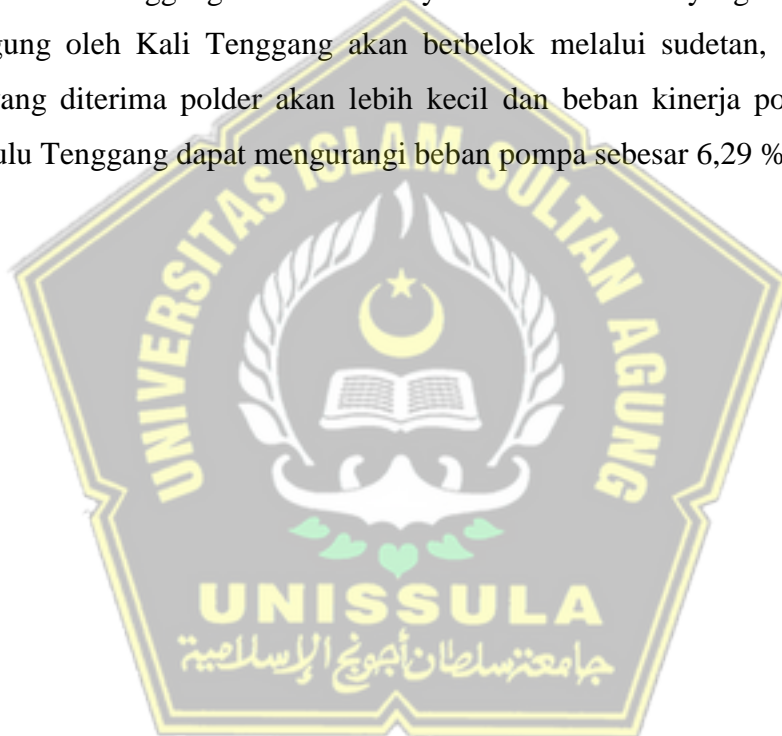 gung oleh Kali Tenggang akan berbelok melalui sudetan,
yang diterima polder akan lebih kecil dan beban kinerja po
ulu Tenggang dapat mengurangi beban pompa sebesar 6,29 %
UNIVERSITAS ISLAM SULTAN AGUNG
UNISSULA
جامعة سلطان أجونج الإسلامية